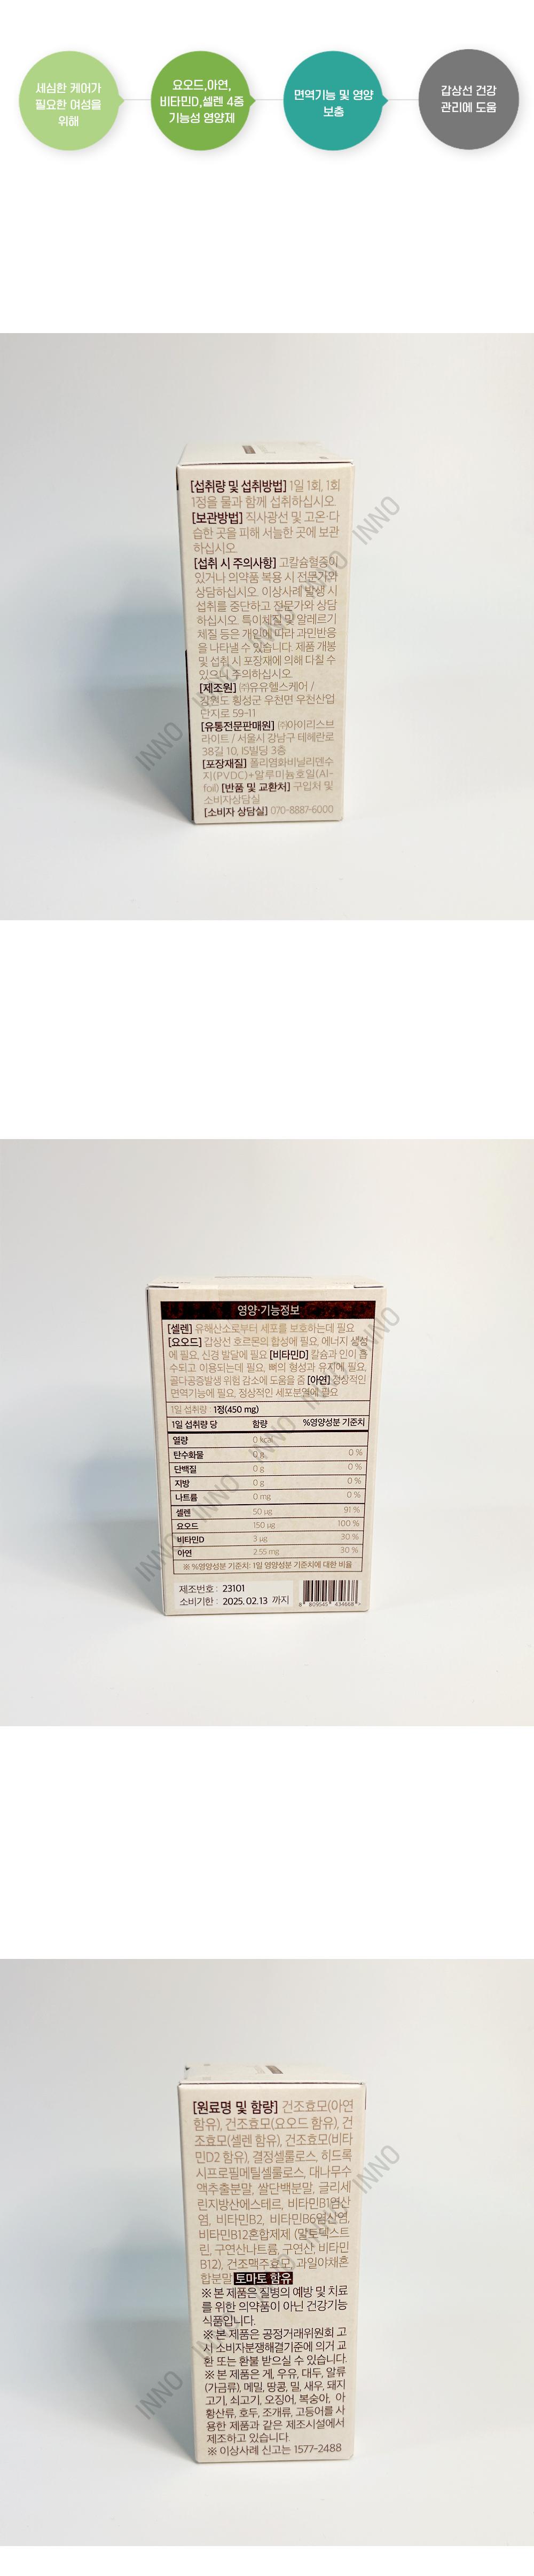 세심한 케어가
필요한 여성을
위해
요오드,아연,
비타민D,셀렌 4중
기능성 영양제
면역기능 및 영양
보충
갑상선 건강
관리에 도움
[섭취량 및 섭취방법] 1일 1회, 1회
1정을 물과 함께 섭취하십시오.
[보관방법] 직사광선 및 고온·다
습한 곳을 피해 서늘한 곳에 보관
하십시오.
[섭취 시 주의사항] 고칼슘혈증이
있거나 의약품 복용 시 전문가와
상담하십시오. 이상사례 발생 시
섭취를 중단하고 전문가와 상담
하십시오. 특이체질 및 알레르기
체질 등은 개인에 따라 과민반응
을 나타낼 수 있습니다. 제품 개봉
및 섭취 시 포장재에 의해 다칠 수
있으니 주의하십시오.
[제조원] ㈜유유헬스케어 /
강원도 횡성군 우천면 우천산업
단지로 59-11
[유통전문판매원] ㈜아이리스브
라이트 / 서울시 강남구 테헤란로
38길 10, IS빌딩 3층
[포장재질] 폴리염화비닐리덴수
지(PVDC)+알루미늄호일(Al-
foil) [반품 및 교환처] 구입처 및
소비자상담실
[소비자 상담실] 070-8887-6000
INNO INNO INNO INNO
영양·기능정보
[셀렌] 유해산소로부터 세포를 보호하는데 필요
[요오드] 갑상선 호르몬의 합성에 필요, 에너지 생성
에 필요, 신경 발달에 필요 [비타민D] 칼슘과 인이 흡
수되고 이용되는데 필요, 뼈의 형성과 유지에 필요,
골다공증발생 위험 감소에 도움을 줌 [아연] 정상적인
면역기능에 필요, 정상적인 세포분열에 필요
1일 섭취량 : 1정(450 mg)
1일 섭취량 당 함량 %영양성분 기준치
열량 0 kcal
탄수화물 0 g 0 %
단백질 0 g 0 %
지방 0 g 0 %
나트륨 0 mg 0 %
셀렌 50 μg 91 %
요오드 150 μg 100 %
비타민D 3 μg 30 %
아연 2.55 mg 30 %
※ %영양성분 기준치: 1일 영양성분 기준치에 대한 비율
제조번호 : 23101
소비기한 : 2025. 02. 13 까지
8 809640 434668
INNO INNO INNO INNO
[원료명 및 함량] 건조효모(아연
함유), 건조효모(요오드 함유), 건
조효모(셀렌 함유), 건조효모(비타
민D2 함유), 결정셀룰로스, 히드록
시프로필메틸셀룰로스, 대나무수
액추출분말, 쌀단백분말, 글리세
린지방산에스테르, 비타민B1염산
염, 비타민B2, 비타민B6염산염,
비타민B12혼합제제 (말토덱스트
린, 구연산나트륨, 구연산, 비타민
B12), 건조맥주효모, 과일야채혼
합분말 토마토 함유
※ 본 제품은 질병의 예방 및 치료
를 위한 의약품이 아닌 건강기능
식품입니다.
※ 본 제품은 공정거래위원회 고
시 소비자분쟁해결기준에 의거 교
환 또는 환불 받으실 수 있습니다.
※ 본 제품은 게, 우유, 대두, 알류
(가금류), 메밀, 땅콩, 밀, 새우, 돼지
고기, 쇠고기, 오징어, 복숭아, 아
황산류, 호두, 조개류, 고등어를 사
용한 제품과 같은 제조시설에서
제조하고 있습니다.
※ 이상사례 신고는 1577-2488
INNO INNO INNO INNO